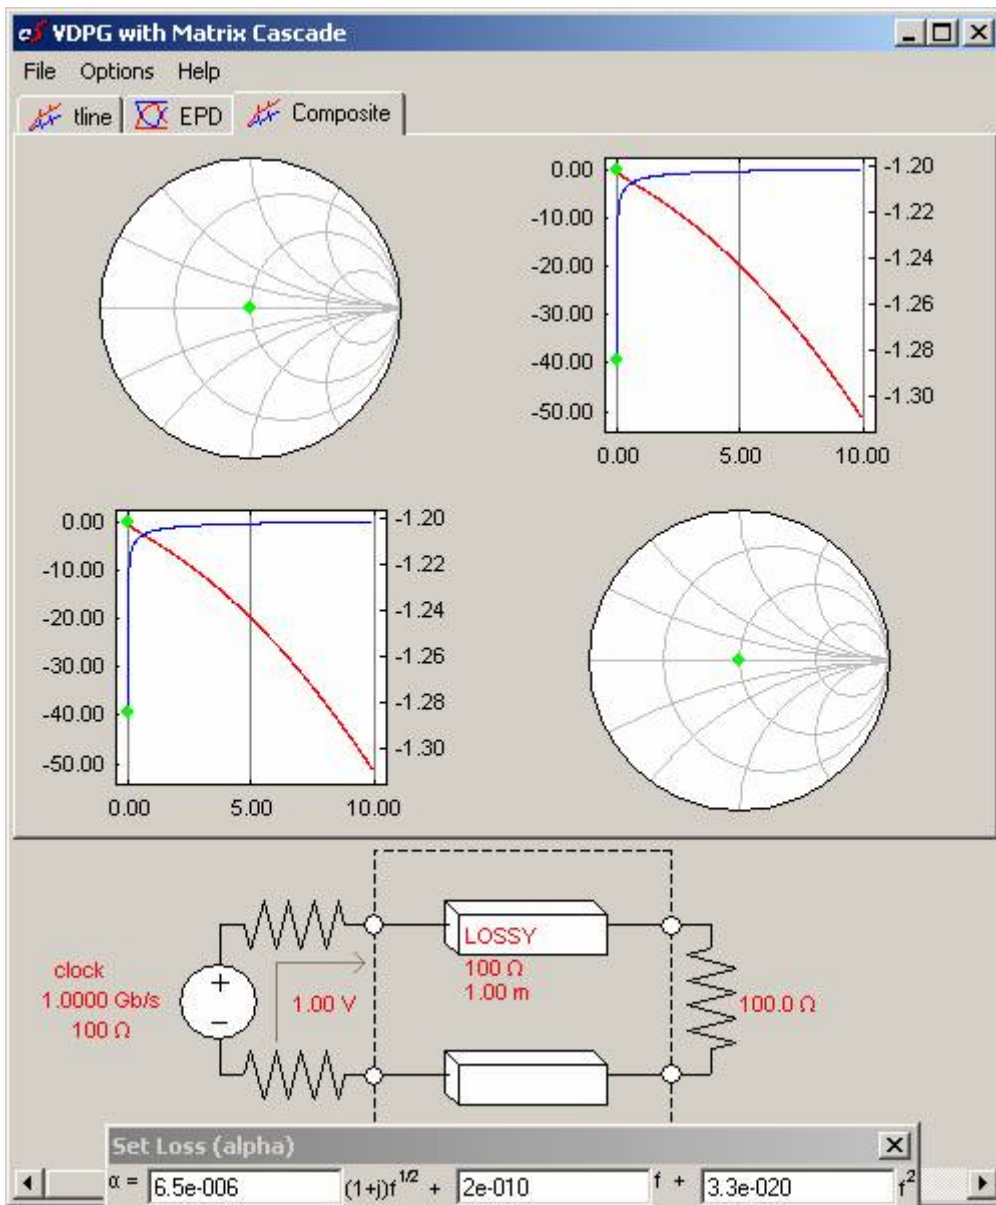 VDPG with Matrix Cascade
File Options Help
tline EPD Composite
0.00
-10.00
-20.00
-30.00
-40.00
-50.00
-1.20
-1.22
-1.24
-1.26
-1.28
-1.30
0.00 5.00 10.00
0.00
-10.00
-20.00
-30.00
-40.00
-50.00
-1.20
-1.22
-1.24
-1.26
-1.28
-1.30
0.00 5.00 10.00
clock
1.0000 Gb/s
100 Ω
+
−
1.00 V
LOSSY
100 Ω
1.00 m
100.0 Ω
Set Loss (alpha)
α = 6.5e-006 (1+j)f^1/2 + 2e-010 f + 3.3e-020 f^2